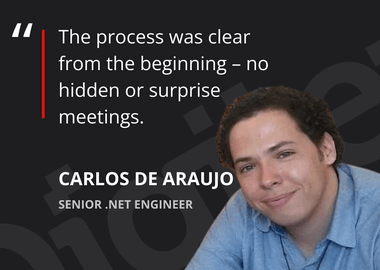 “
The process was clear
from the beginning – no
hidden or surprise
meetings.
CARLOS DE ARAUJO
SENIOR .NET ENGINEER